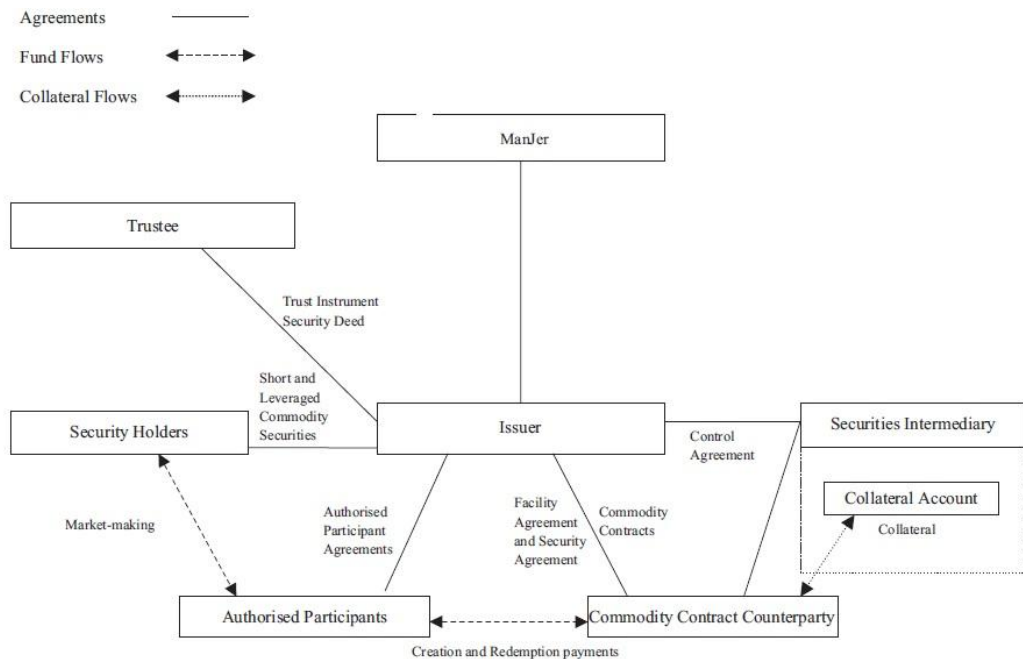 Agreements
Fund Flows
Collateral Flows
ManJer
Trustee
Trust Instrument
Security Deed
Short and
Leveraged
Commodity
Securities
Security Holders
Issuer
Securities Intermediary
Control
Agreement
Collateral Account
Collateral
Market-making
Authorised
Participant
Agreements
Facility
Agreement
and Security
Agreement
Commodity
Contracts
Authorised Participants
Commodity Contract Counterparty
Creation and Redemption payments